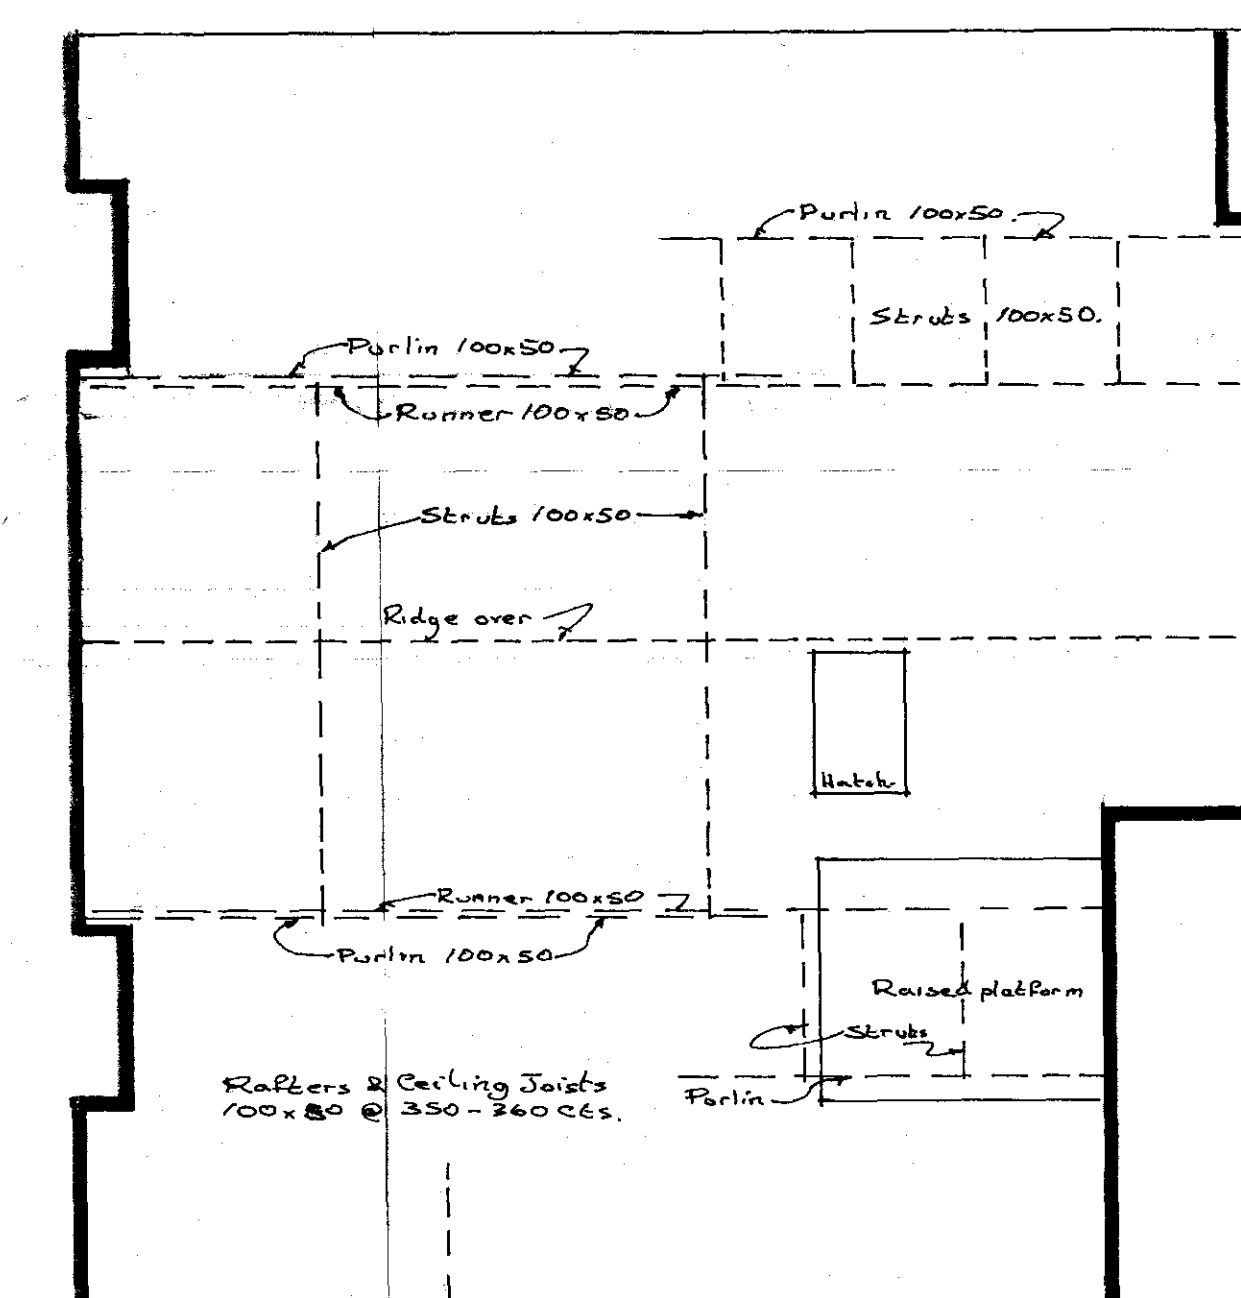 Purlin 100x50.
Struts 100x50.
Purlin 100x50
Runner 100x50
Struts 100x50
Ridge over
Hatch
Runner 100x50
Purlin 100x50
Raised platform
Struts
Purlin
Rafters & Ceiling Joists
100x50 @ 350-360 cts.